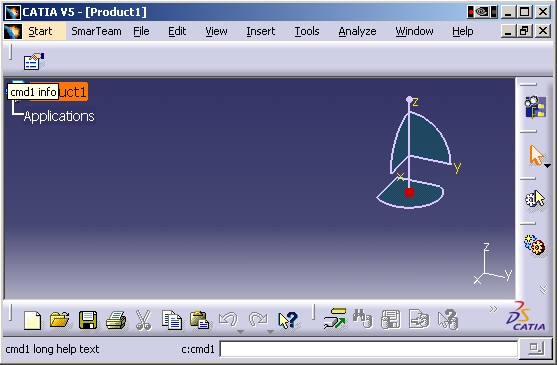 CATIA V5 - [Product1]
Start SmarTeam File Edit View Insert Tools Analyze Window Help
cmd1 info
uct1
Applications
z
y
x
z
x
y
CATIA
cmd1 long help text
c:cmd1